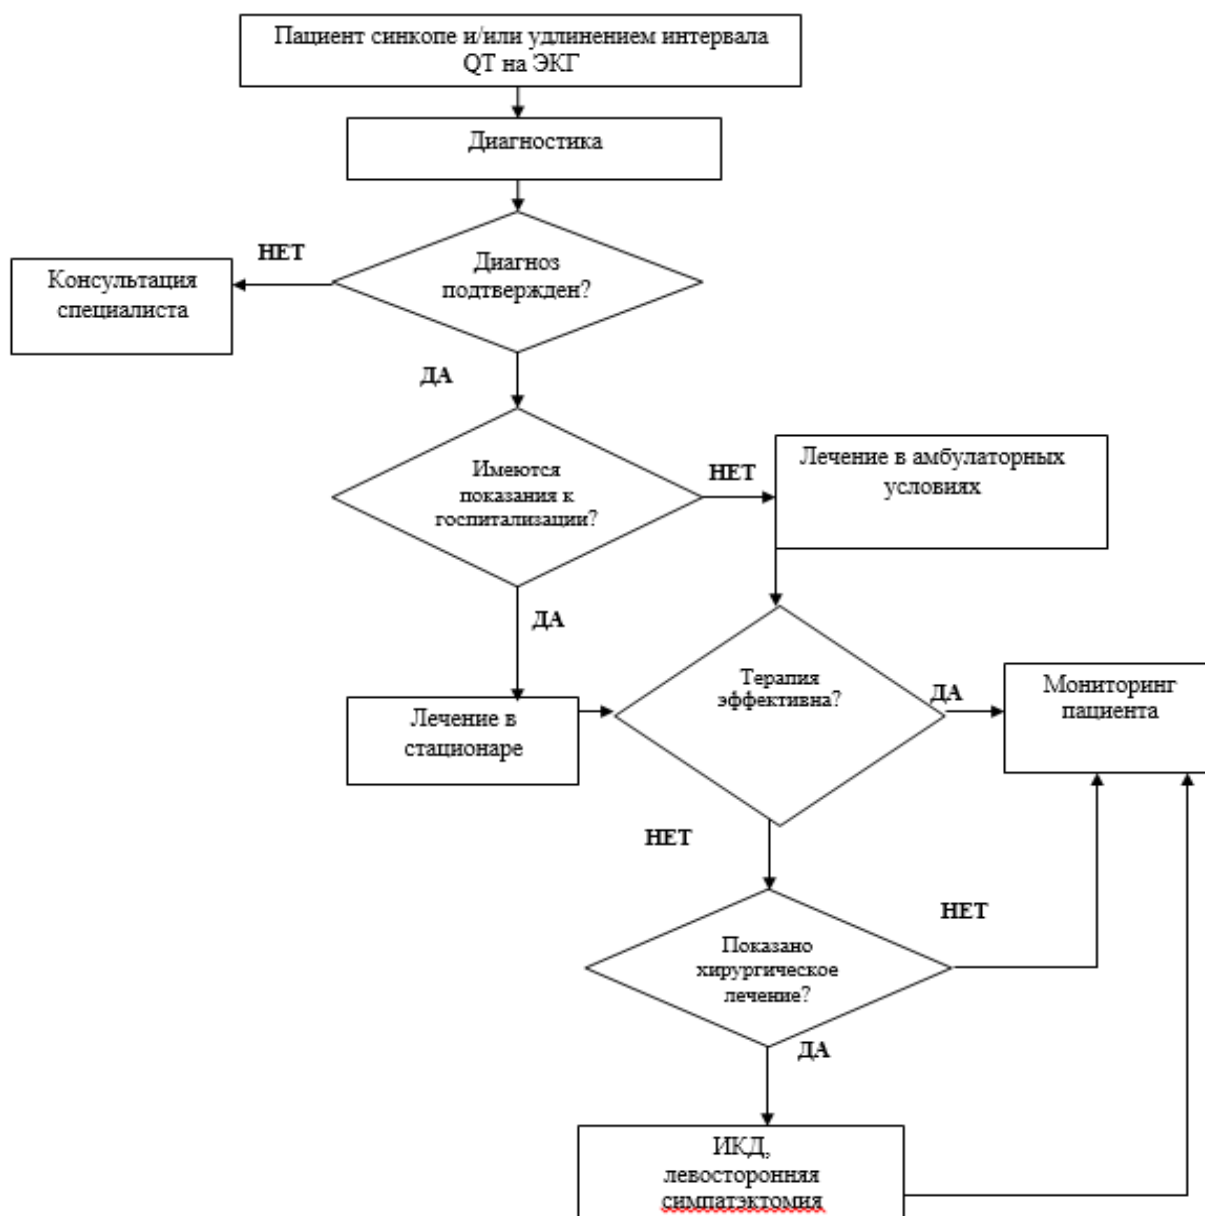 Пациент синкопе и/или удлинением интервала
QT на ЭКГ
Диагностика
НЕТ
Диагноз
подтвержден?
Консультация
специалиста
ДА
Имеются
показания к
госпитализации?
НЕТ
Лечение в амбулаторных
условиях
ДА
Лечение в
стационаре
Терапия
эффективна?
ДА
Мониторинг
пациента
НЕТ
Показано
хирургическое
лечение?
НЕТ
ДА
ИКД,
левосторонняя
симпатэктомия